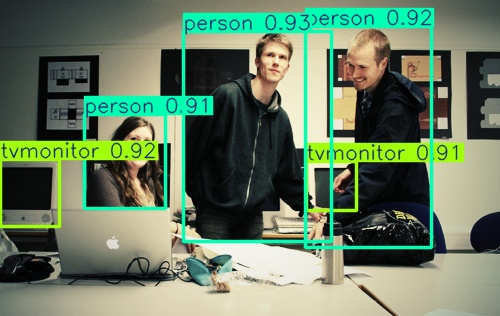 person 0.93
person 0.92
person 0.91
tvmonitor 0.92
tvmonitor 0.91